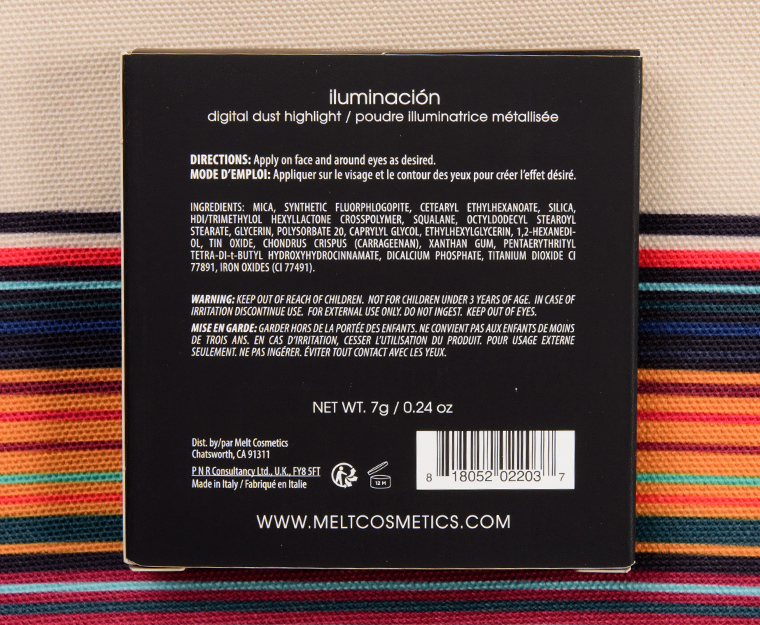 iluminación
digital dust highlight / poudre illuminatrice métallisée
DIRECTIONS: Apply on face and around eyes as desired.
MODE D'EMPLOI: Appliquer sur le visage et le contour des yeux pour créer l'effet désiré.
INGREDIENTS: MICA, SYNTHETIC FLUORPHLOGOPITE, CETEARYL ETHYLHEXANOATE, SILICA,
HDI/TRIMETHYLOL HEXYLLACTONE CROSSPOLYMER, SQUALANE, OCTYLDODECYL STEAROYL
STEARATE, GLYCERIN, POLYSORBATE 20, CAPRYLYL GLYCOL, ETHYLHEXYLGLYCERIN, 1,2-HEXANEDI-
OL, TIN OXIDE, CHONDRUS CRISPUS (CARRAGEENAN), XANTHAN GUM, PENTAERYTHRITYL
TETRA-DI-t-BUTYL HYDROXYHYDROCINNAMATE, DICALCIUM PHOSPHATE, TITANIUM DIOXIDE CI
77891, IRON OXIDES (CI 77491).
WARNING: KEEP OUT OF REACH OF CHILDREN. NOT FOR CHILDREN UNDER 3 YEARS OF AGE. IN CASE OF
IRRITATION DISCONTINUE USE. FOR EXTERNAL USE ONLY. DO NOT INGEST. KEEP OUT OF EYES.
MISE EN GARDE: GARDER HORS DE LA PORTÉE DES ENFANTS. NE CONVIENT PAS AUX ENFANTS DE MOINS
DE TROIS ANS. EN CAS D'IRRITATION, CESSER L'UTILISATION DU PRODUIT. POUR USAGE EXTERNE
SEULEMENT. NE PAS INGÉRER. ÉVITER TOUT CONTACT AVEC LES YEUX.
NET WT. 7g / 0.24 oz
Dist. by/par Melt Cosmetics
Chatsworth, CA 91311
P N R Consultancy Ltd., U.K., FY8 5FT
Made in Italy / Fabriqué en Italie
12 M
8 18052 02203 7
WWW.MELTCOSMETICS.COM